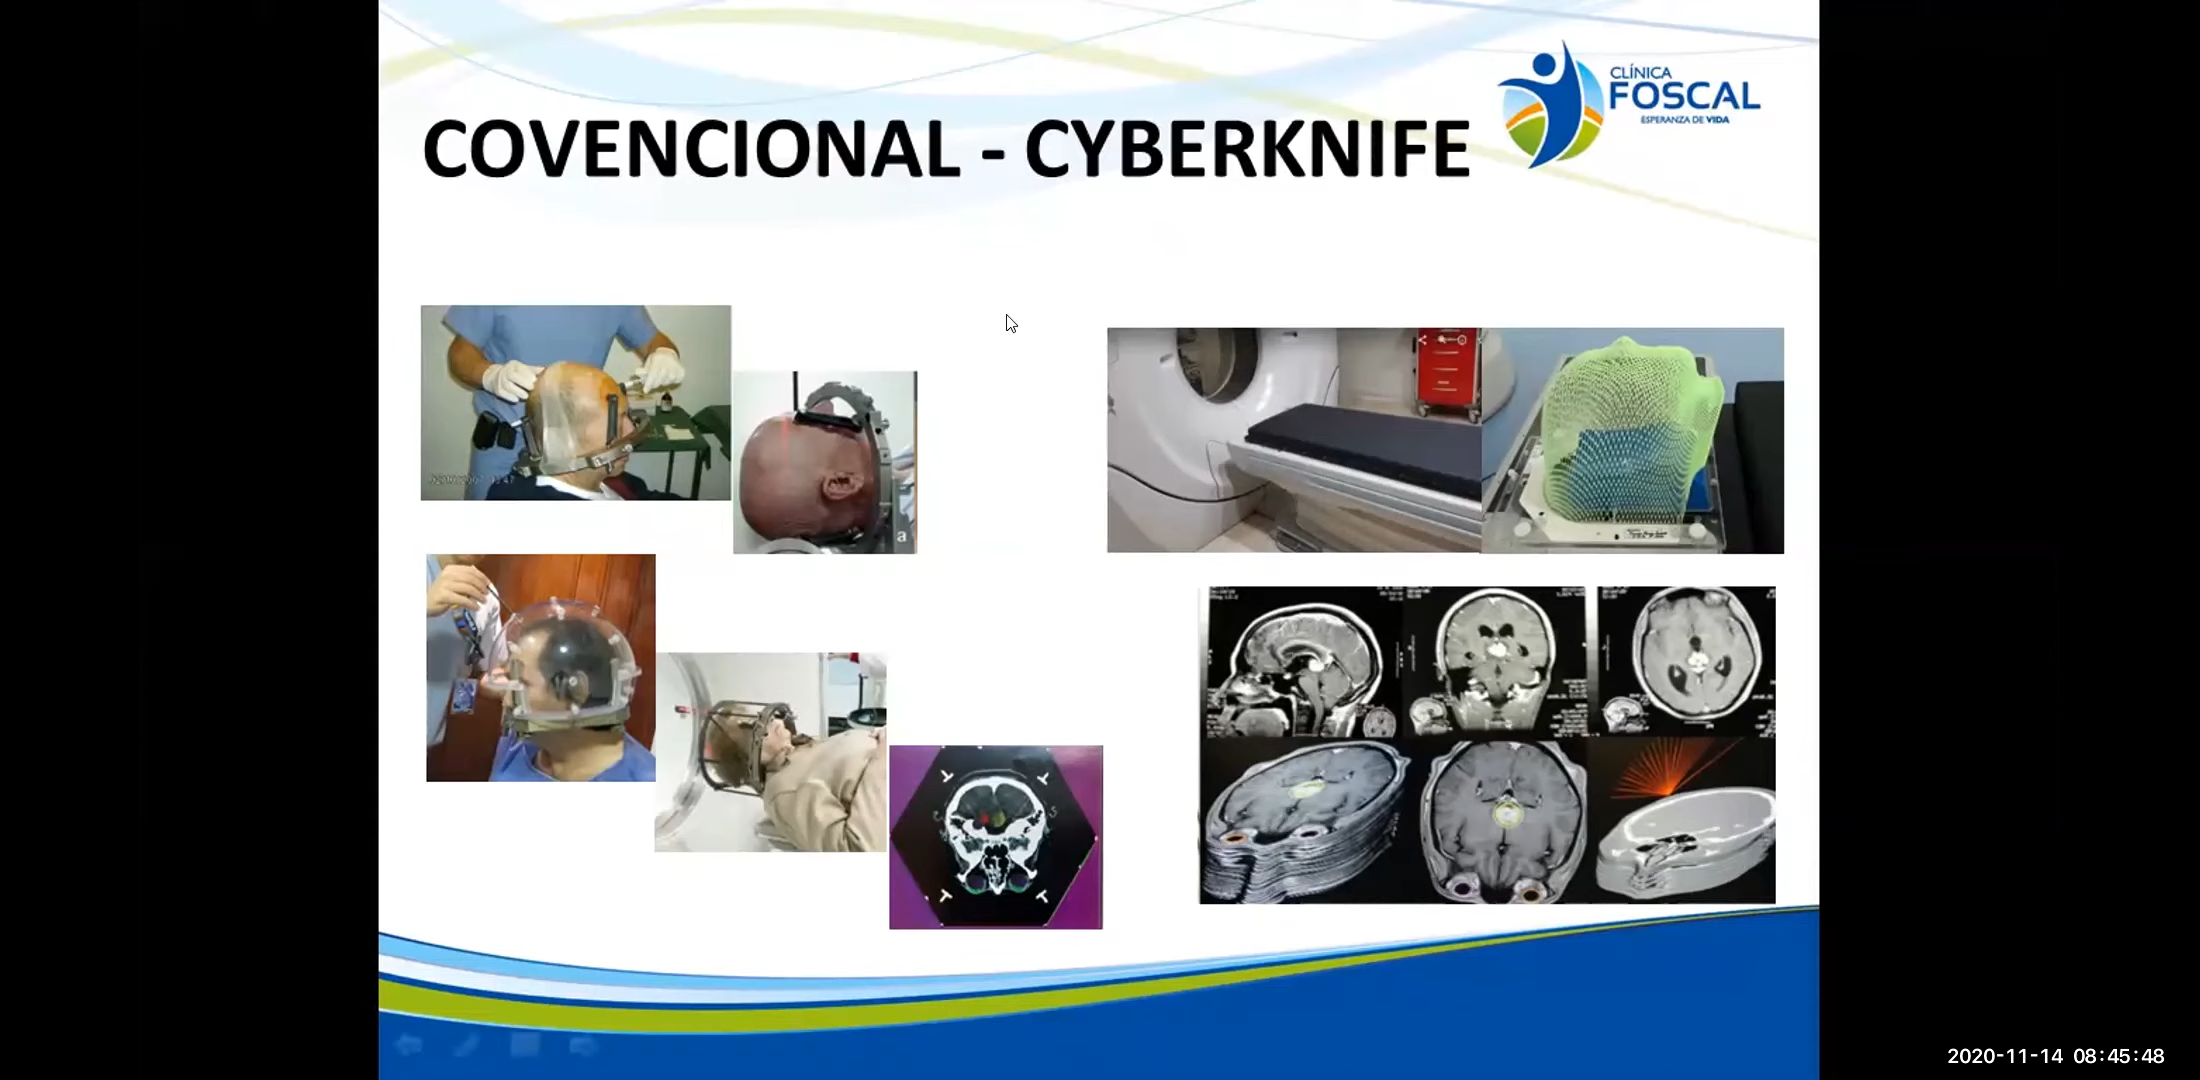 CLÍNICA
FOSCAL
ESPERANZA DE VIDA
COVENCIONAL - CYBERKNIFE
a
2020-11-14 08:45:48